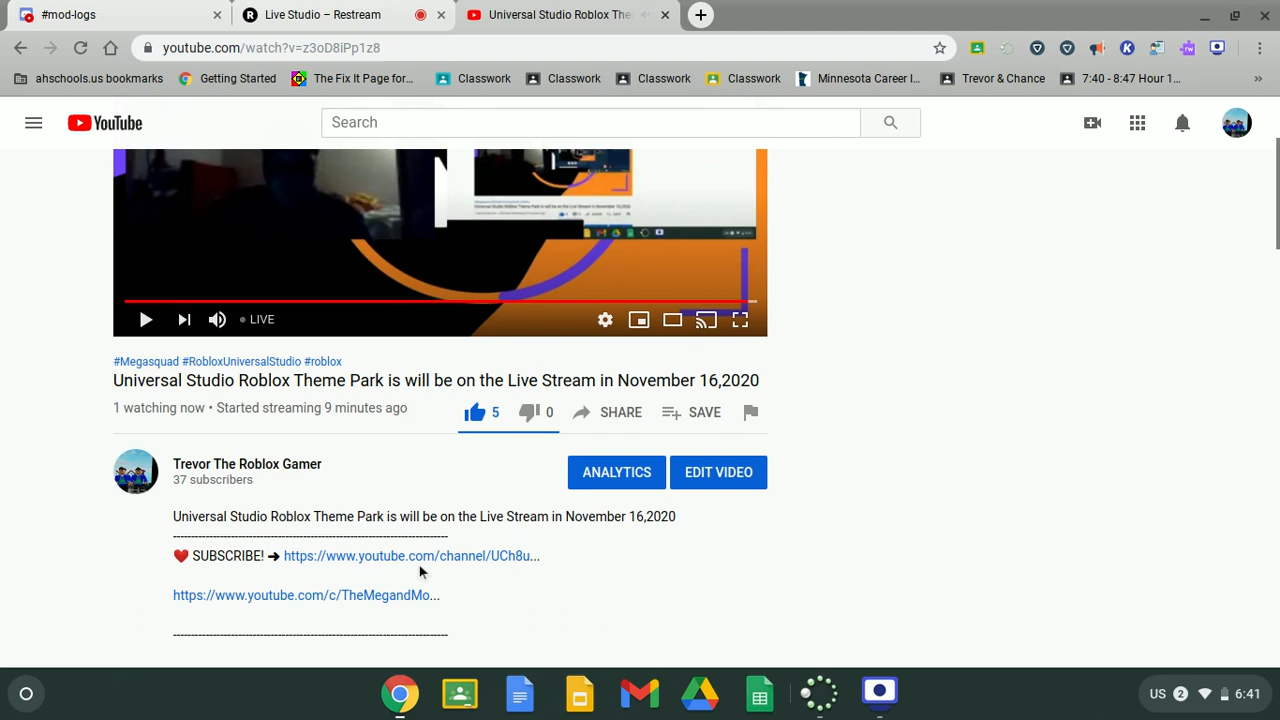 #mod-logs
Live Studio – Restream
Universal Studio Roblox The
youtube.com/watch?v=z3oD8iPp1z8
ahschools.us bookmarks
Getting Started
The Fix It Page for...
Classwork
Classwork
Classwork
Classwork
Minnesota Career I...
Trevor & Chance
7:40 - 8:47 Hour 1...
»
YouTube
Search
LIVE
#Megasquad #RobloxUniversalStudio #roblox
Universal Studio Roblox Theme Park is will be on the Live Stream in November 16,2020
1 watching now • Started streaming 9 minutes ago
5
0
SHARE
SAVE
Trevor The Roblox Gamer
37 subscribers
ANALYTICS
EDIT VIDEO
Universal Studio Roblox Theme Park is will be on the Live Stream in November 16,2020
----------------------------------------------------------------------------
❤️ SUBSCRIBE! ➔ https://www.youtube.com/channel/UCh8u...
https://www.youtube.com/c/TheMegandMo...
----------------------------------------------------------------------------
US 2 6:41